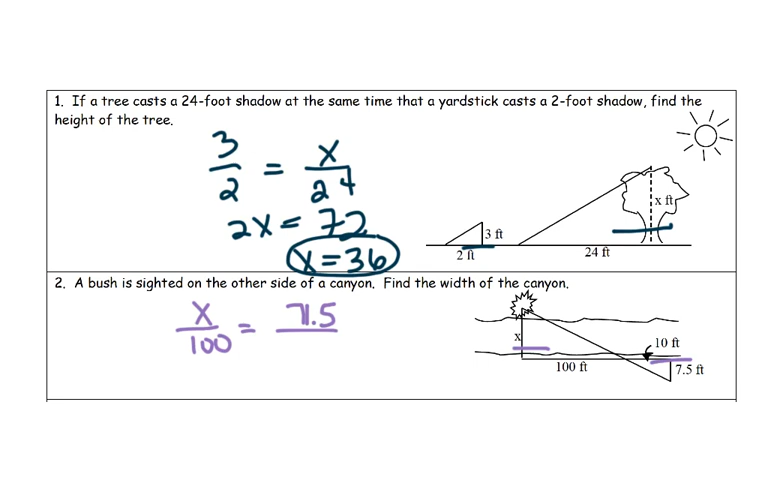 1. If a tree casts a 24-foot shadow at the same time that a yardstick casts a 2-foot shadow, find the
height of the tree.
3/2 = x/24
2x = 72
x = 36
x ft
3 ft
2 ft
24 ft
2. A bush is sighted on the other side of a canyon. Find the width of the canyon.
x/100 = 7.5/
x
10 ft
100 ft
7.5 ft